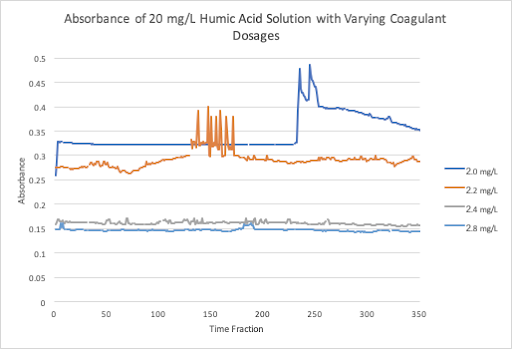 Absorbance of 20 mg/L Humic Acid Solution with Varying Coagulant
Dosages
0.5
0.45
0.4
0.35
0.3
0.25
0.2
0.15
0.1
0.05
0
Absorbance
0 50 100 150 200 250 300 350
Time Fraction
2.0 mg/L
2.2 mg/L
2.4 mg/L
2.8 mg/L